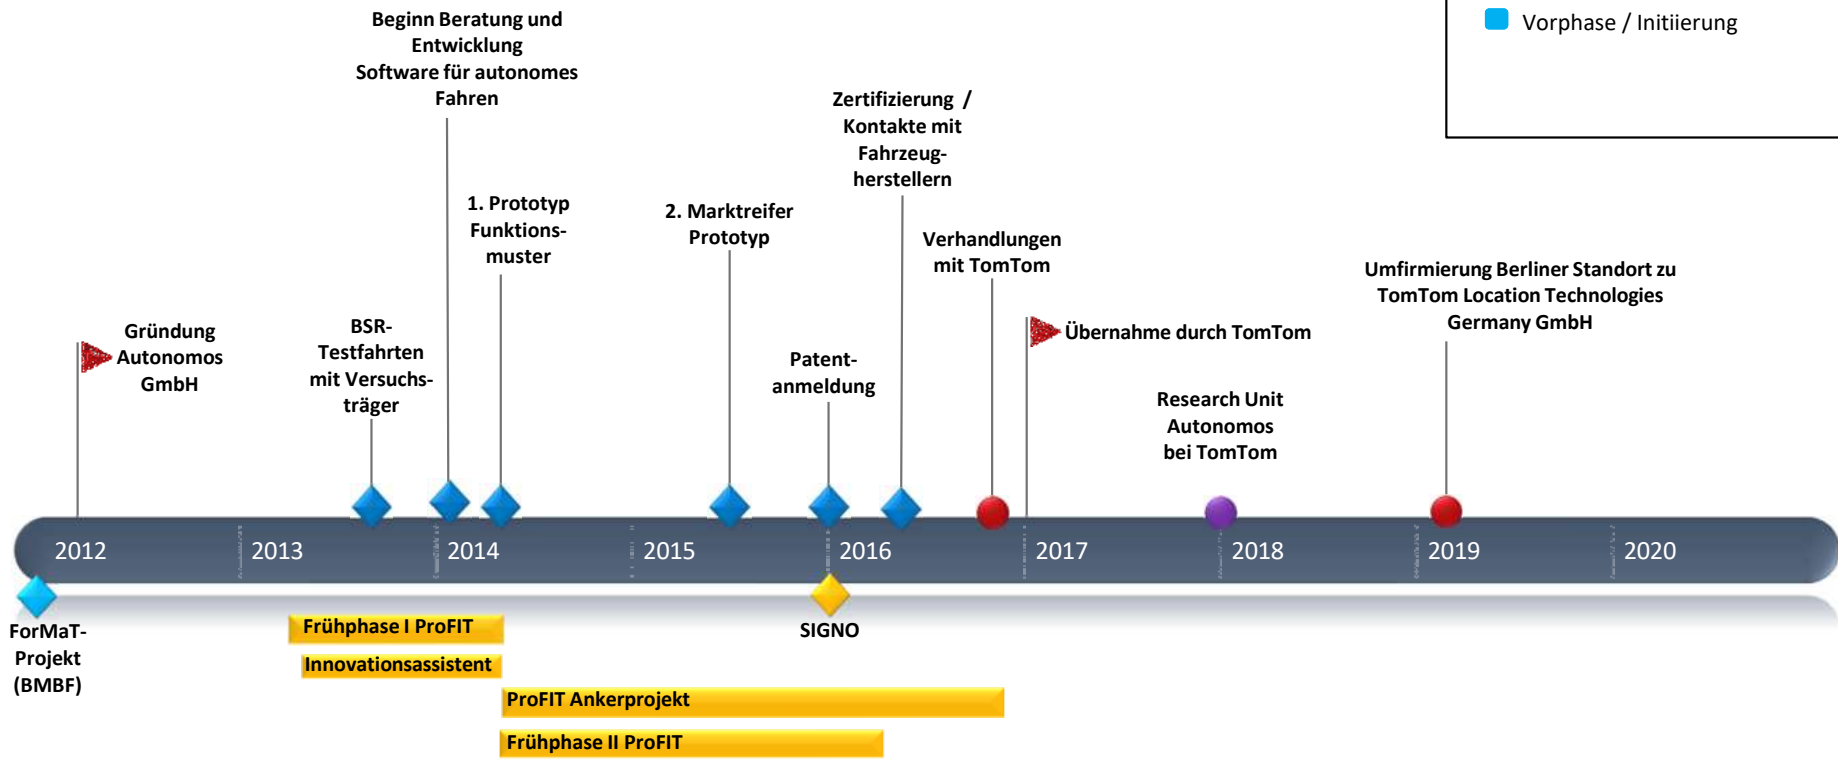 Vorphase / Initiierung
Beginn Beratung und
Entwicklung
Software für autonomes
Fahren
Zertifizierung /
Kontakte mit
Fahrzeug-
herstellern
1. Prototyp
Funktions-
muster
2. Marktreifer
Prototyp
Verhandlungen
mit TomTom
Umfirmierung Berliner Standort zu
TomTom Location Technologies
Germany GmbH
Gründung
Autonomos
GmbH
BSR-
Testfahrten
mit Versuchs-
träger
Patent-
anmeldung
Übernahme durch TomTom
Research Unit
Autonomos
bei TomTom
2012
2013
2014
2015
2016
2017
2018
2019
2020
ForMaT-
Projekt
(BMBF)
Frühphase I ProFIT
SIGNO
Innovationsassistent
ProFIT Ankerprojekt
Frühphase II ProFIT